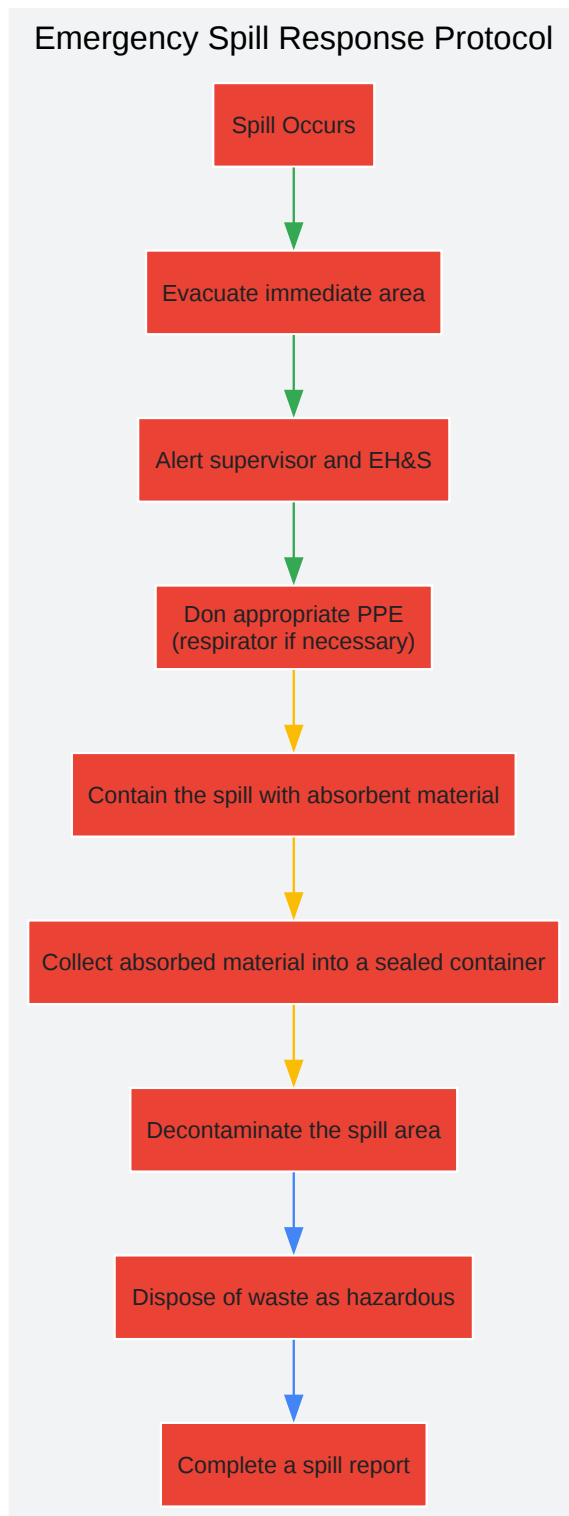 Emergency Spill Response Protocol
Spill Occurs
Evacuate immediate area
Alert supervisor and EH&S
Don appropriate PPE
(respirator if necessary)
Contain the spill with absorbent material
Collect absorbed material into a sealed container
Decontaminate the spill area
Dispose of waste as hazardous
Complete a spill report